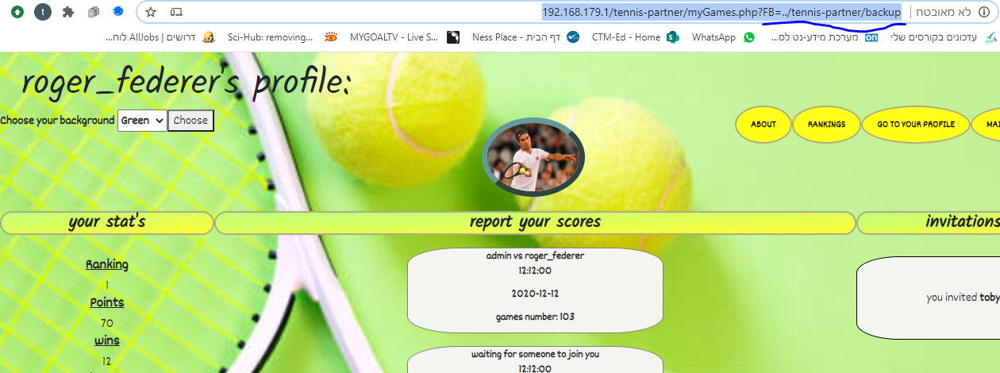 192.168.179.1/tennis-partner/myGames.php?FB=../tennis-partner/backup
לא מאובטח
t
עדכונים בקורסים שלי
on מערכת מידע-נט לס...
WhatsApp
CTM-Ed - Home
דף הבית - Ness Place
MYGOALTV - Live S...
Sci-Hub: removing...
דרושים | AllJobs לוח...
roger_federer's profile:
Choose your background Green Choose
ABOUT
RANKINGS
GO TO YOUR PROFILE
your stat's
report your scores
invitations
Ranking
1
Points
70
wins
12
admin vs roger_federer
12:12:00
2020-12-12
games number: 103
waiting for someone to join you
12:12:00
you invited toby